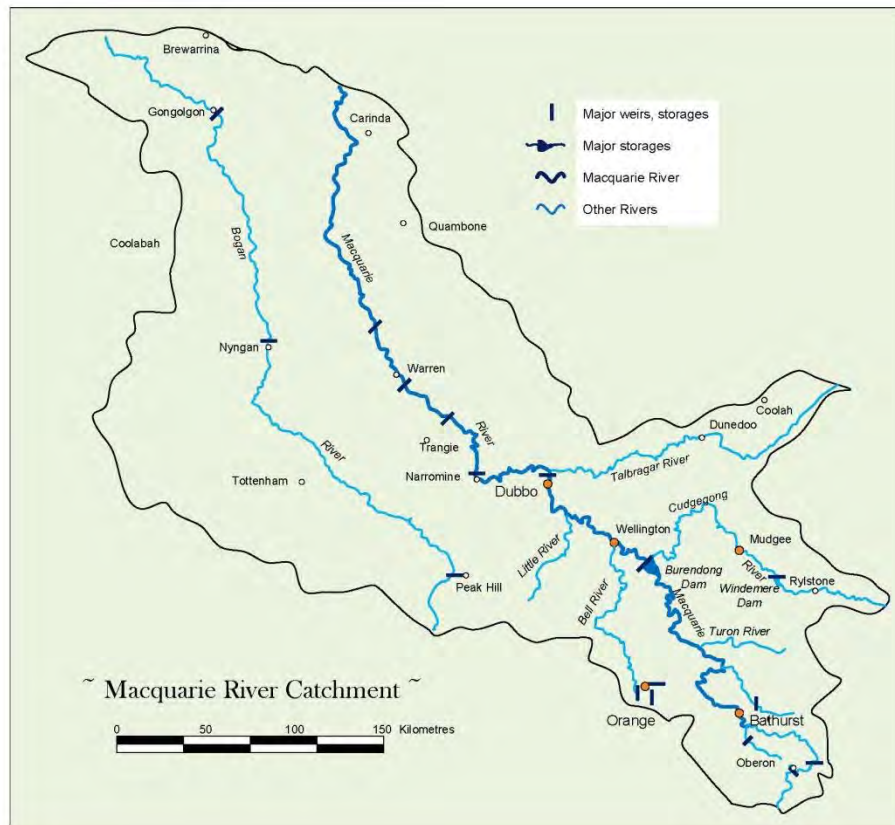 Brewarrina
Gongolgon
Carinda
Major weirs, storages
Major storages
Macquarie River
Other Rivers
Quambone
Coolabah
Bogan
Macquarie
Nyngan
Warren
Coolah
Dunedoo
River
River
Trangie
Talbragar River
Narromine
Tottenham
Dubbo
Cudgegong
Wellington
Mudgee
Little River
Burendong
Dam
River
Windemere
Dam
Rylstone
Peak Hill
Bell River
Macquarie
Turon River
~ Macquarie River Catchment ~
Orange
Bathurst
0 50 100 150 Kilometres
Oberon